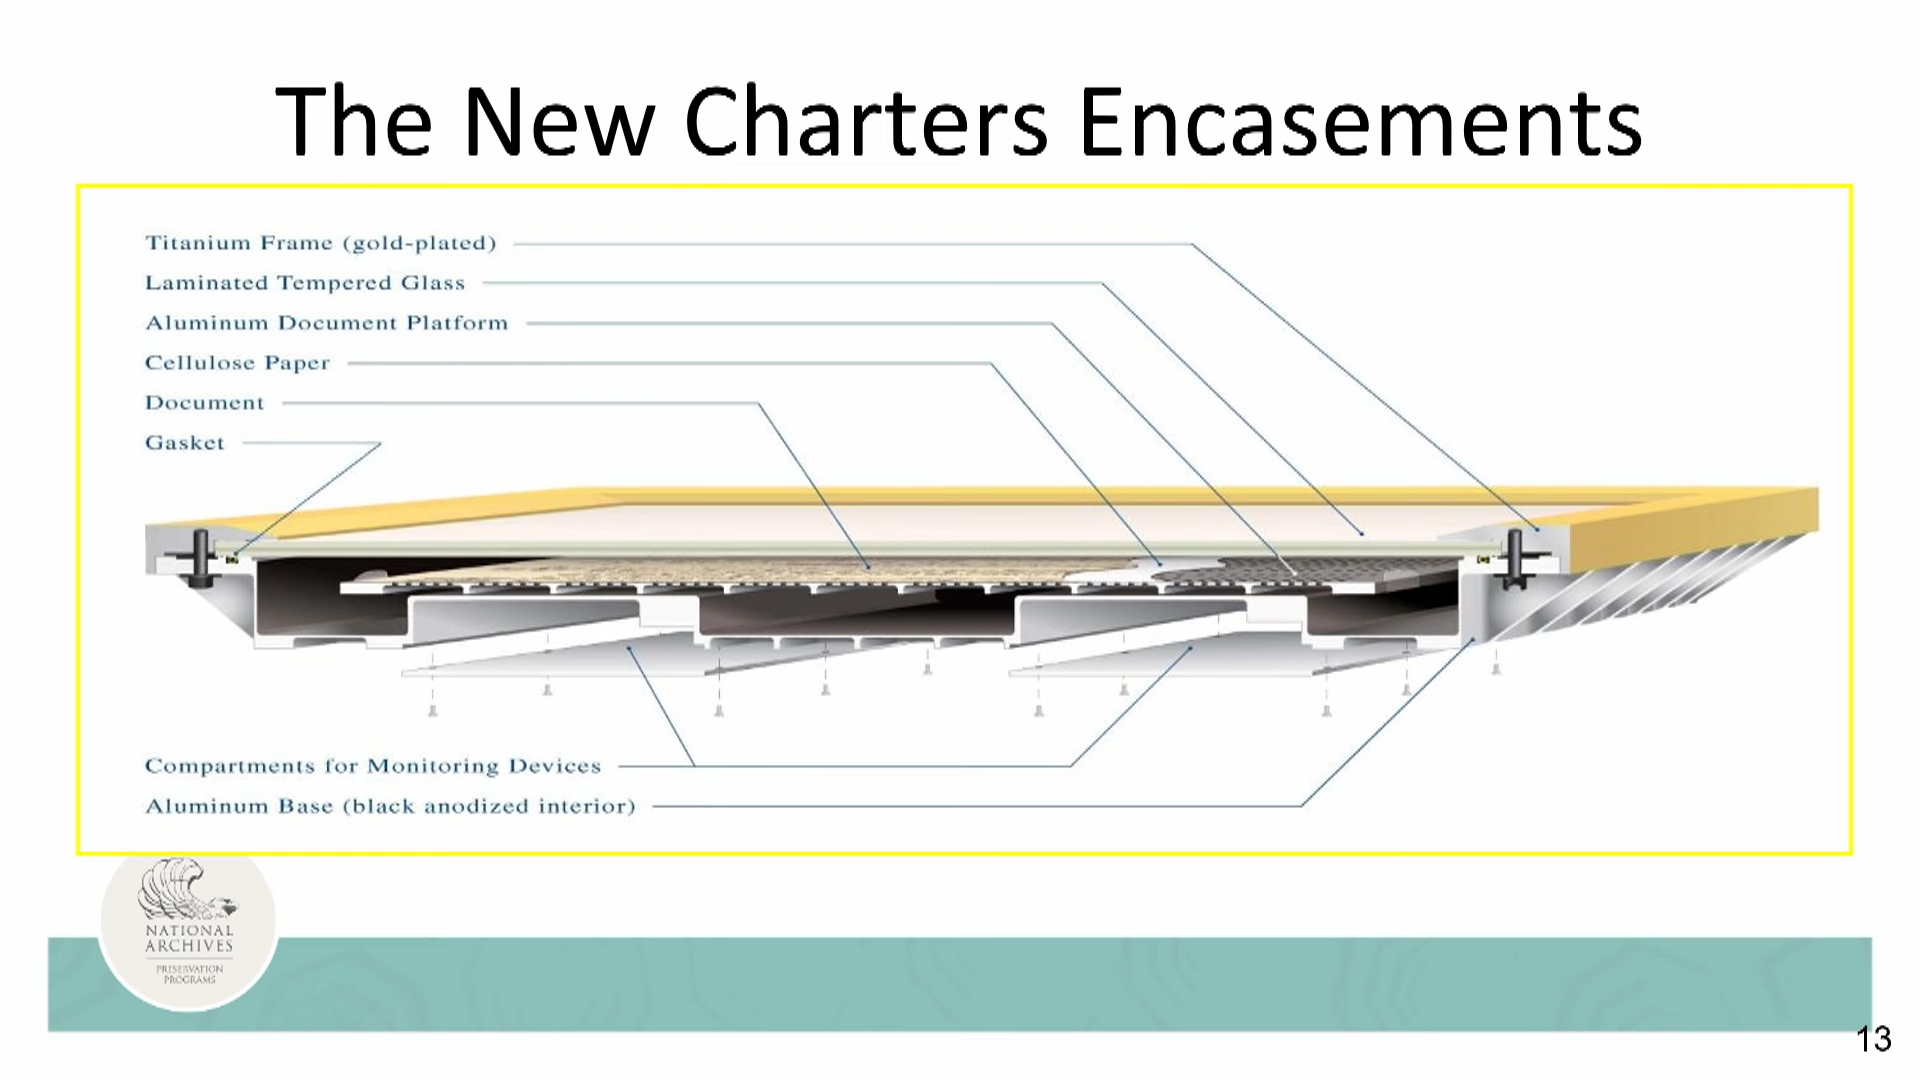 The New Charters Encasements
Titanium Frame (gold-plated)
Laminated Tempered Glass
Aluminum Document Platform
Cellulose Paper
Document
Gasket
Compartments for Monitoring Devices
Aluminum Base (black anodized interior)
NATIONAL
ARCHIVES
PRESERVATION
PROGRAMS
13